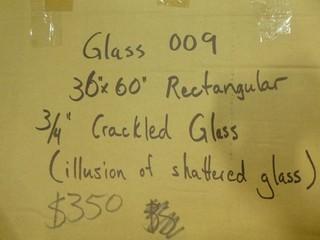 Glass 009
36"x 60" Rectangular
3/4" Crackled Glass
(illusion of shattered glass)
$350